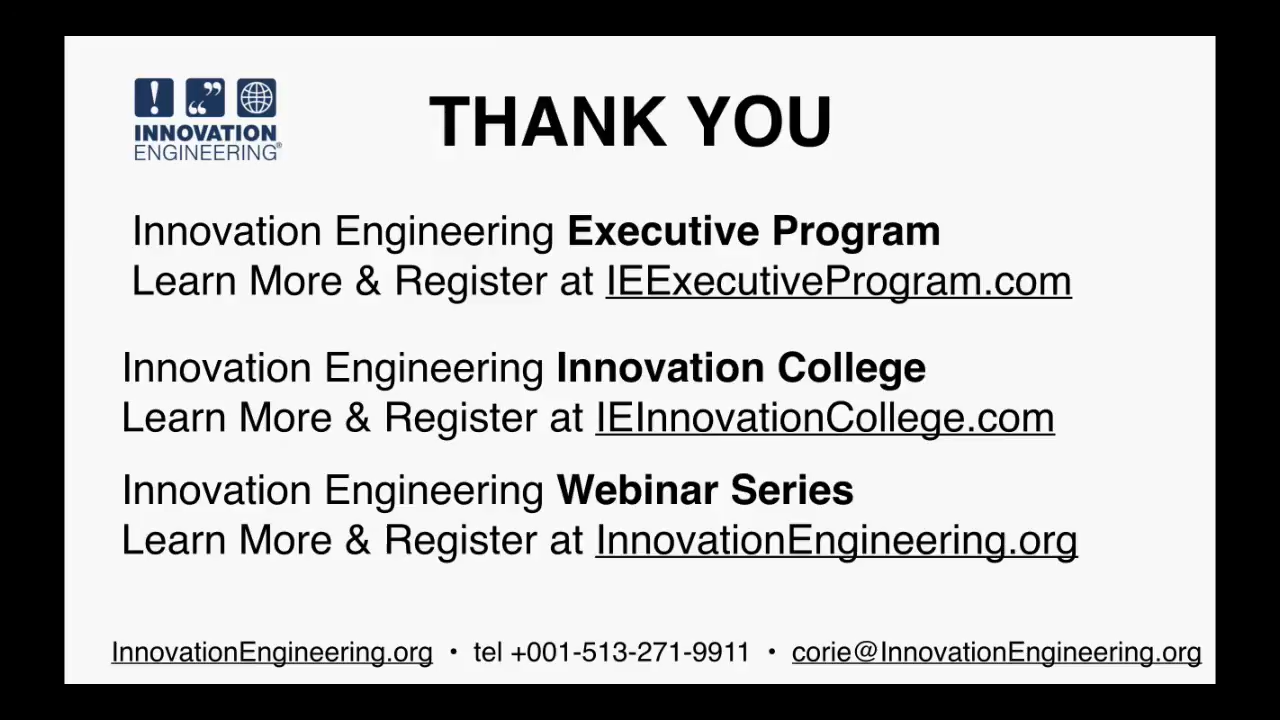 INNOVATION
ENGINEERING®
THANK YOU
Innovation Engineering Executive Program
Learn More & Register at IEExecutiveProgram.com
Innovation Engineering Innovation College
Learn More & Register at IEInnovationCollege.com
Innovation Engineering Webinar Series
Learn More & Register at InnovationEngineering.org
InnovationEngineering.org • tel +001-513-271-9911 • corie@InnovationEngineering.org